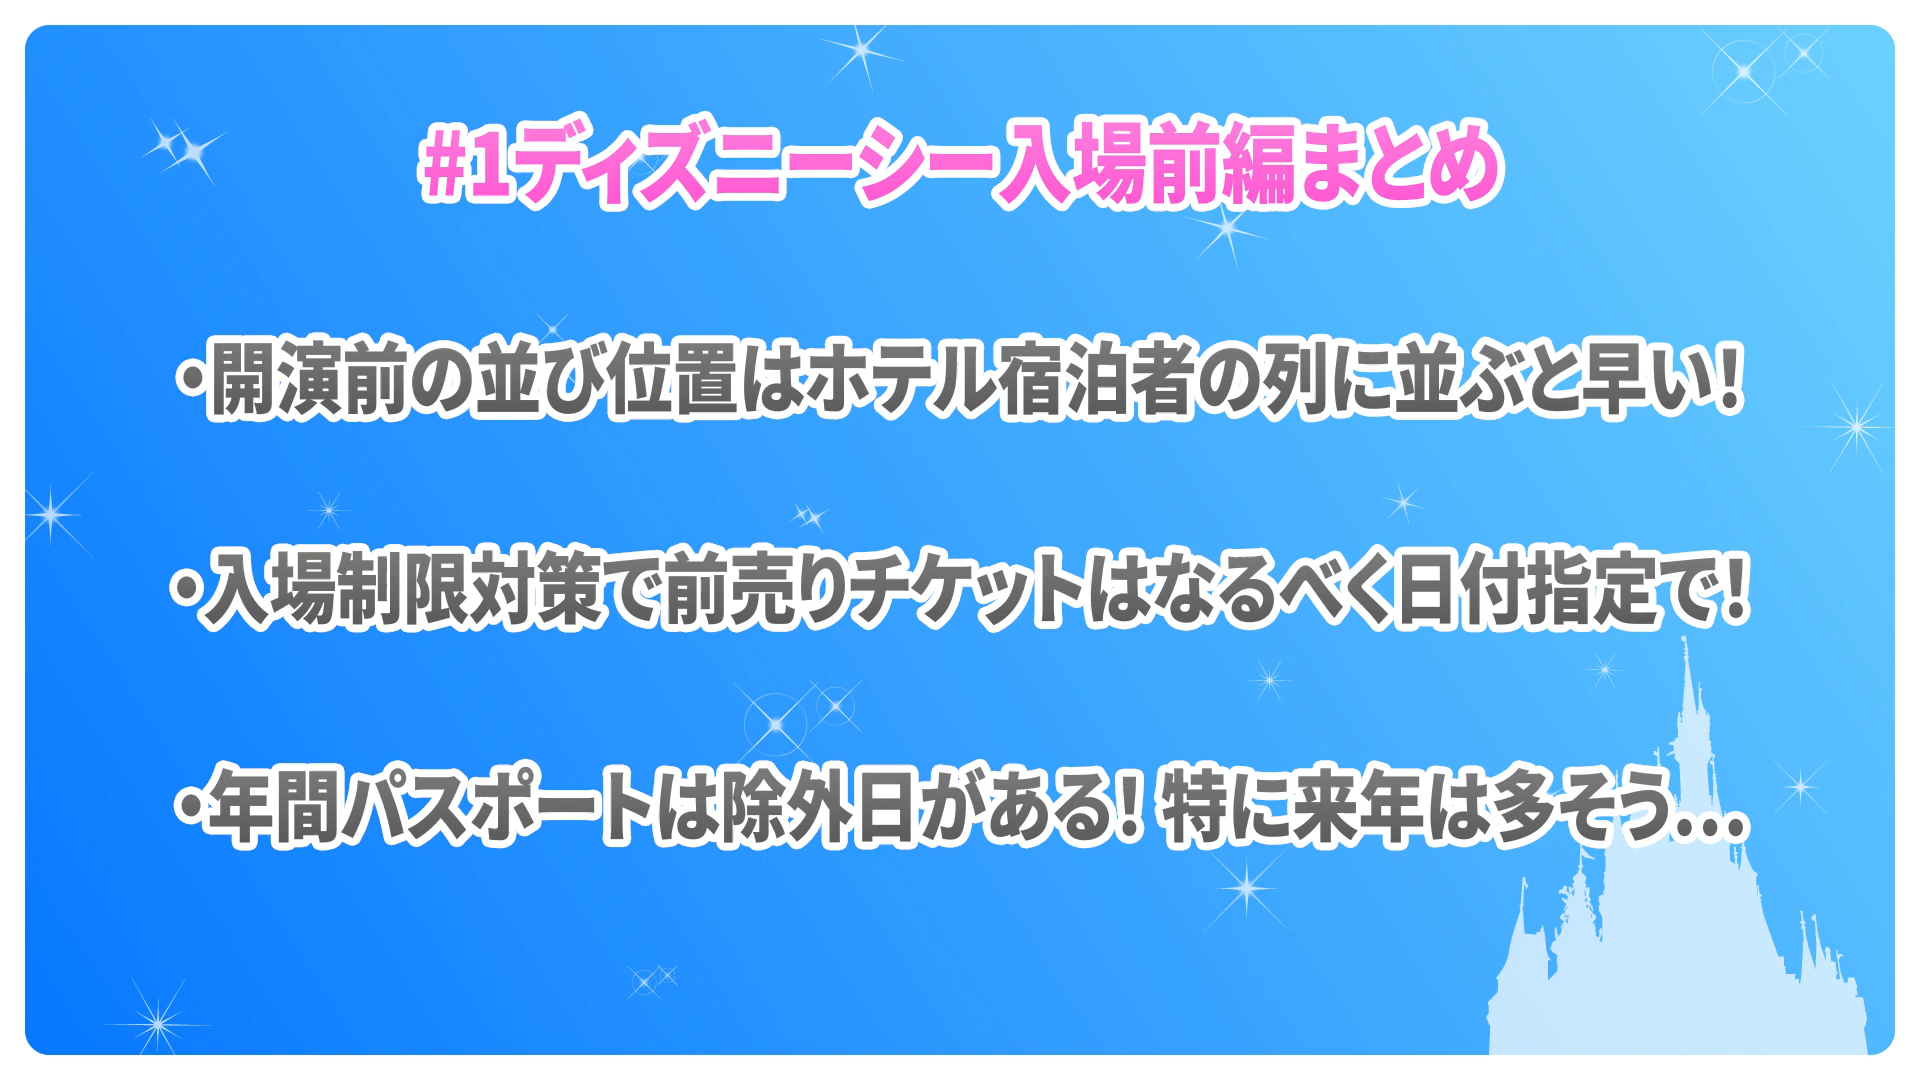 #1ディズニーシー入場前編まとめ
・開演前の並び位置はホテル宿泊者の列に並ぶと早い!
・入場制限対策で前売りチケットはなるべく日付指定で!
・年間パスポートは除外日がある! 特に来年は多そう...